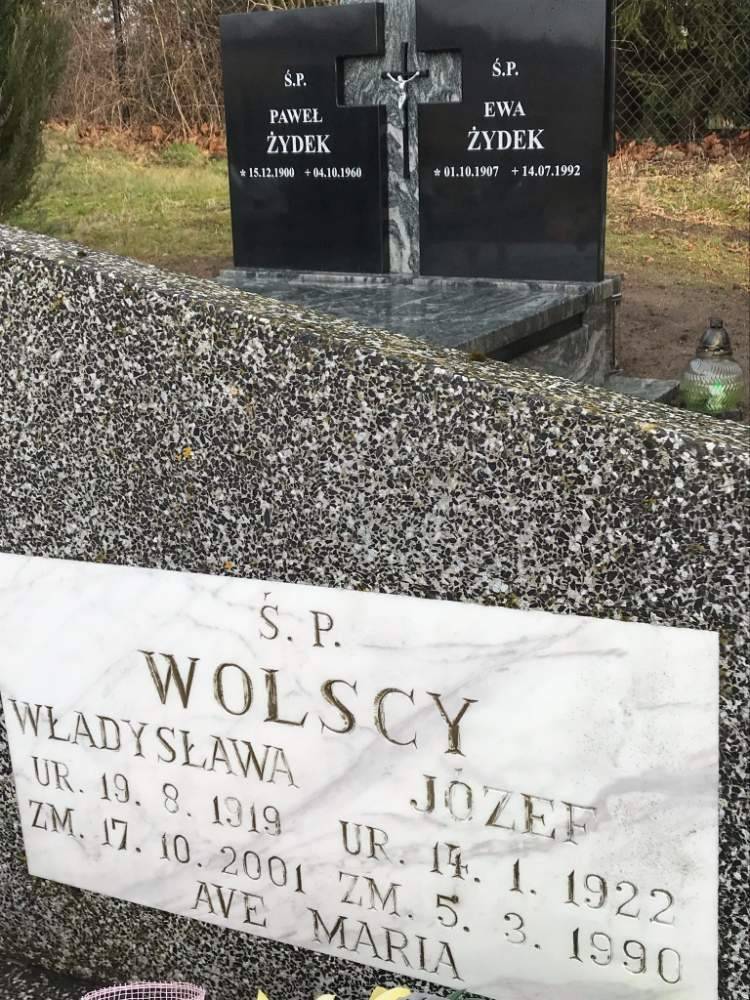 Ś.P.
PAWEŁ
ŻYDEK
* 15.12.1900 + 04.10.1960
Ś.P.
EWA
ŻYDEK
* 01.10.1907 + 14.07.1992
Ś. P.
WOLSCY
WŁADYSŁAWA
UR. 19. 8. 1919
ZM. 17. 10. 2001
JÓZEF
UR. 14. 1. 1922
ZM. 5. 3. 1990
AVE MARIA